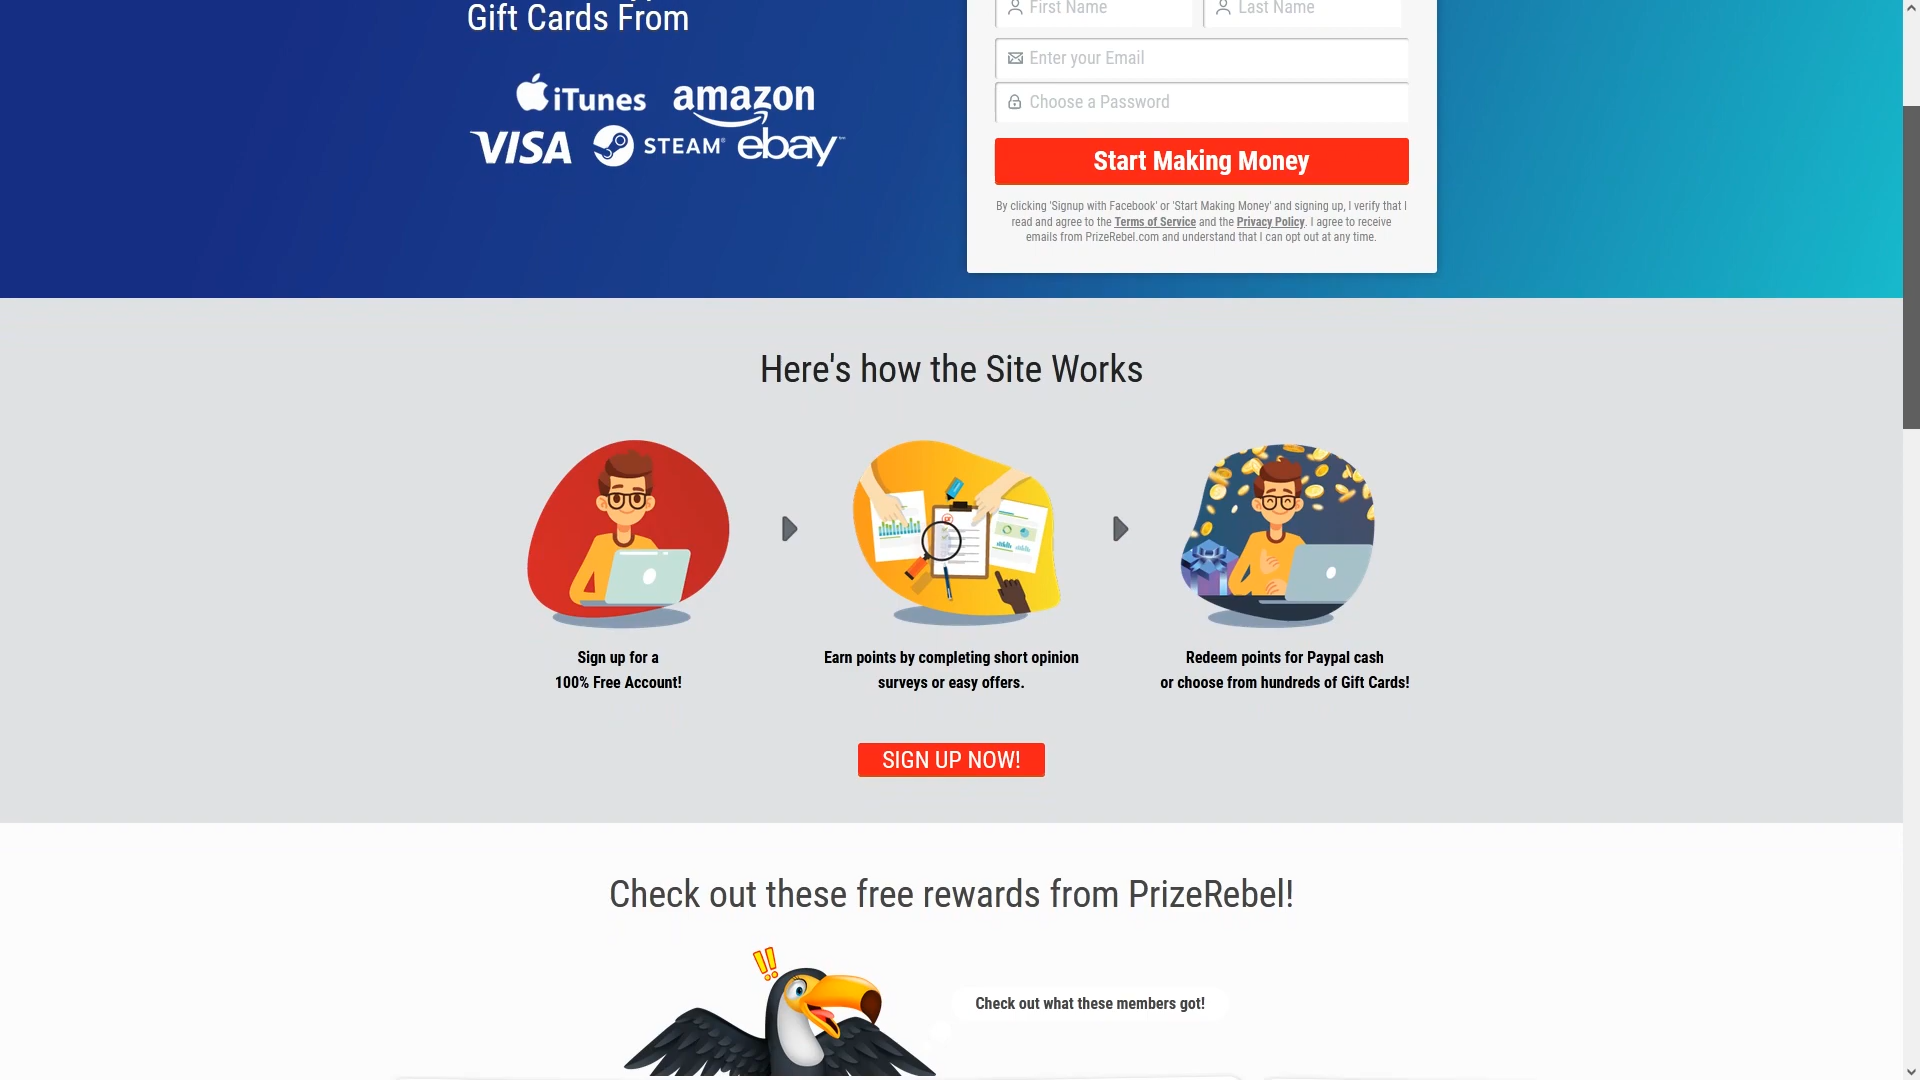 Gift Cards From
First Name
Last Name
Enter your Email
Choose a Password
iTunes amazon
VISA STEAM ebay
Start Making Money
By clicking 'Signup with Facebook' or 'Start Making Money' and signing up, I verify that I
read and agree to the Terms of Service and the Privacy Policy. I agree to receive
emails from PrizeRebel.com and understand that I can opt out at any time.
Here's how the Site Works
Sign up for a
100% Free Account!
Earn points by completing short opinion
surveys or easy offers.
Redeem points for Paypal cash
or choose from hundreds of Gift Cards!
SIGN UP NOW!
Check out these free rewards from PrizeRebel!
!!
Check out what these members got!